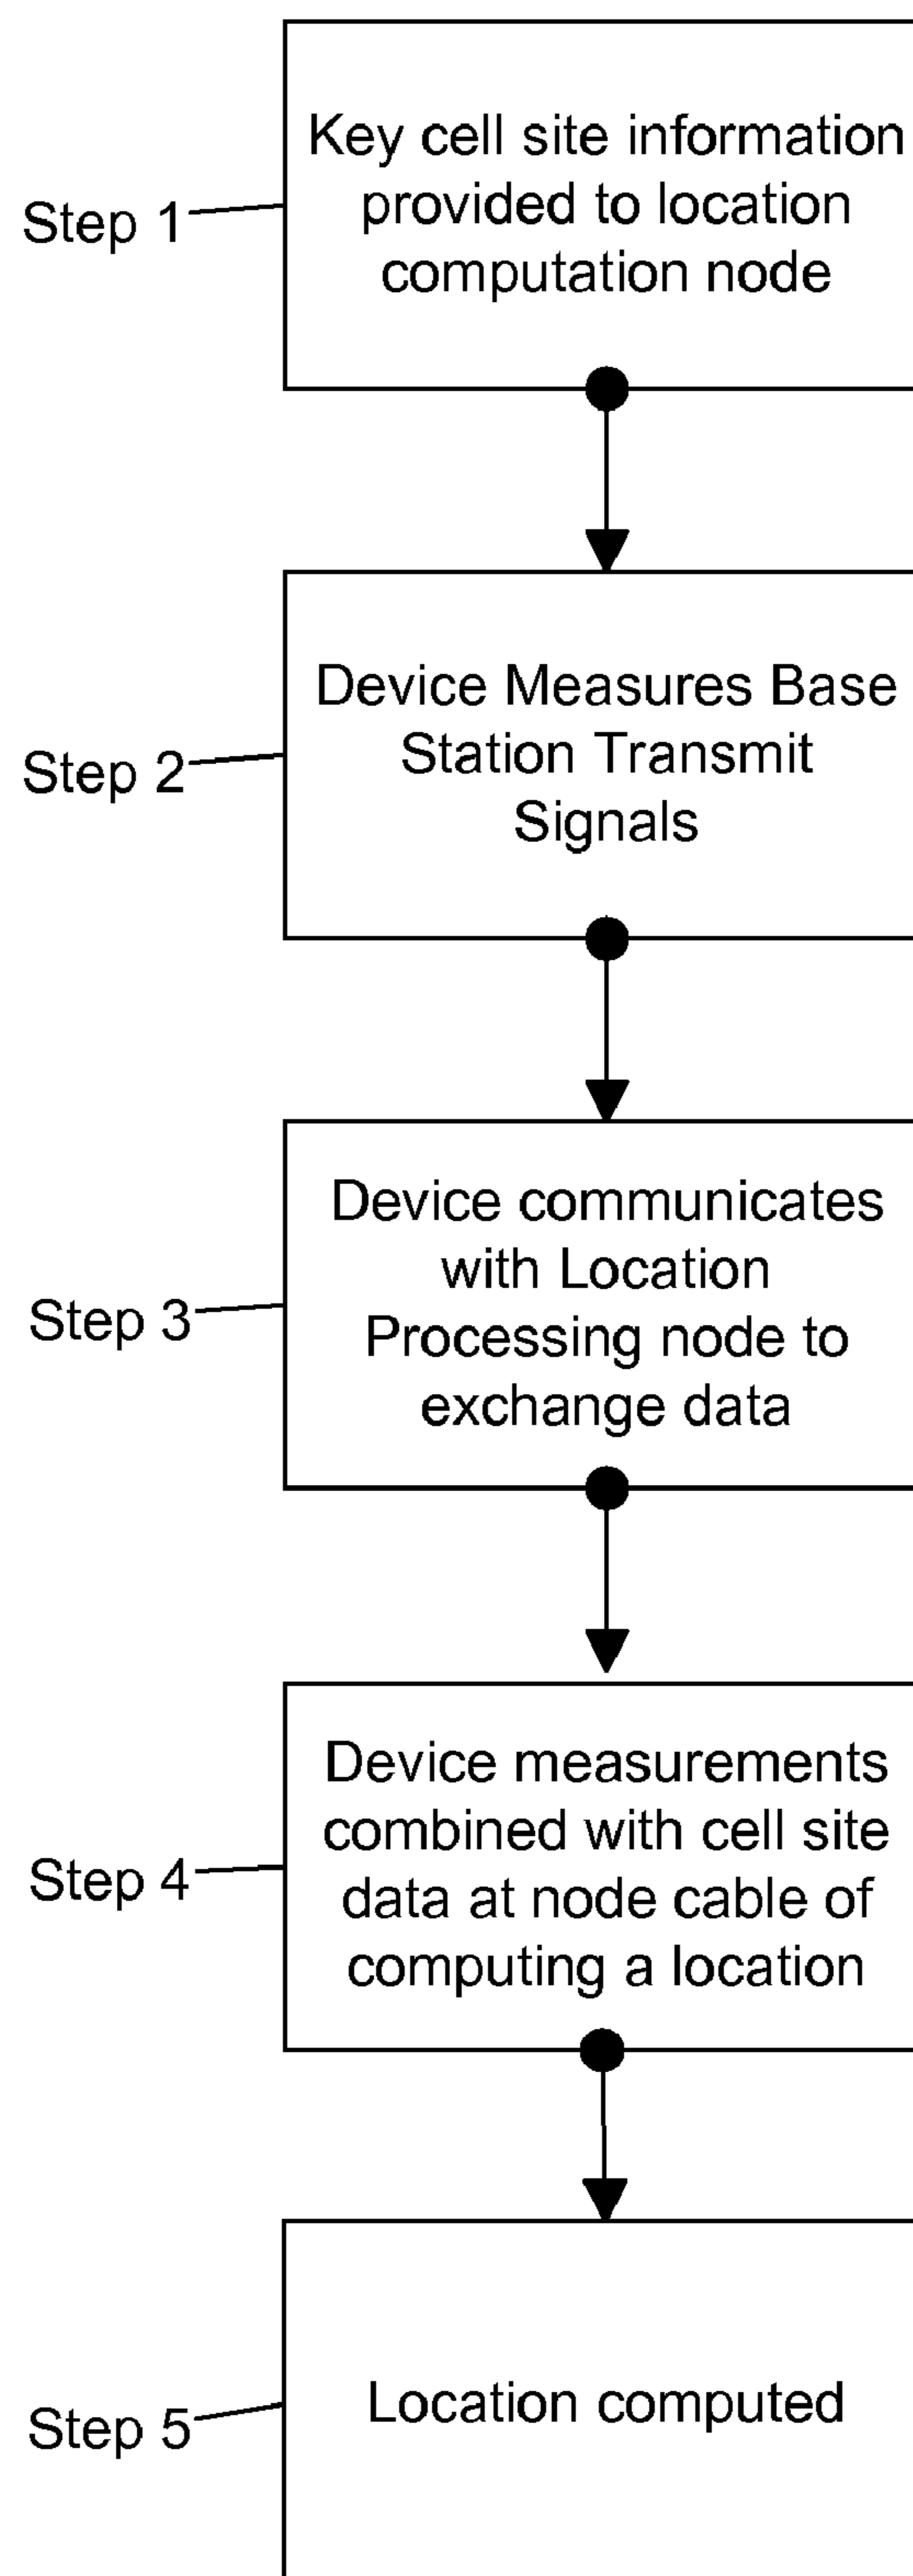 Key cell site information
provided to location
computation node
Step 1
Device Measures Base
Station Transmit
Signals
Step 2
Device communicates
with Location
Processing node to
exchange data
Step 3
Device measurements
combined with cell site
data at node cable of
computing a location
Step 4
Location computed
Step 5